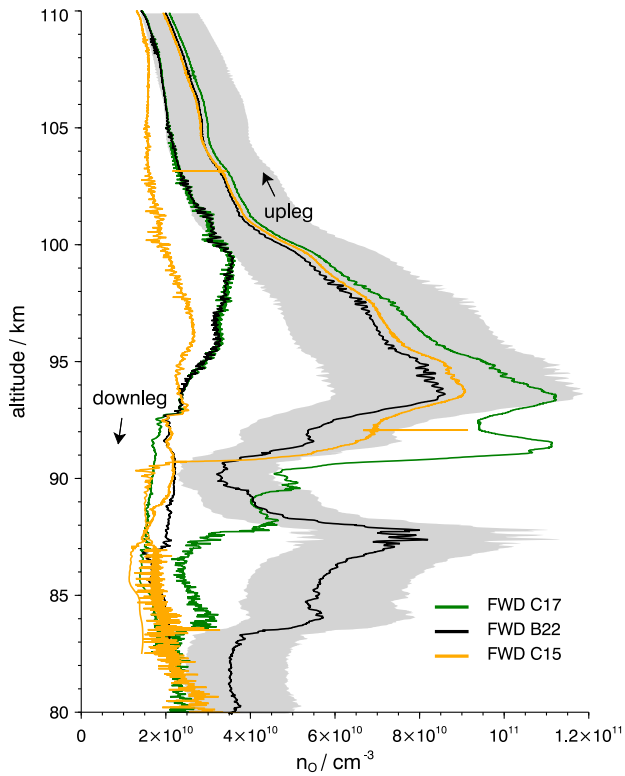 110
105
100
95
90
85
80
altitude / km
upleg
downleg
FWD C17
FWD B22
FWD C15
0
2×10¹⁰
4×10¹⁰
6×10¹⁰
8×10¹⁰
10¹¹
1.2×10¹¹
n_O / cm⁻³